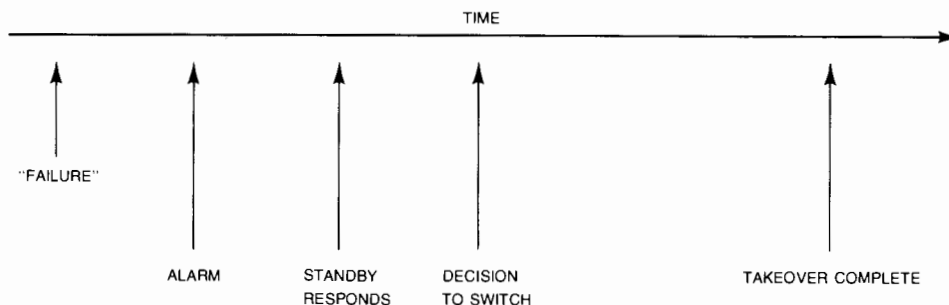 TIME
"FAILURE"
ALARM
STANDBY
RESPONDS
DECISION
TO SWITCH
TAKEOVER COMPLETE